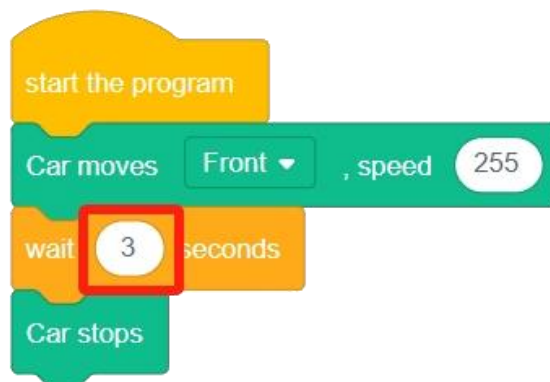 start the program
Car moves Front , speed 255
wait 3 seconds
Car stops